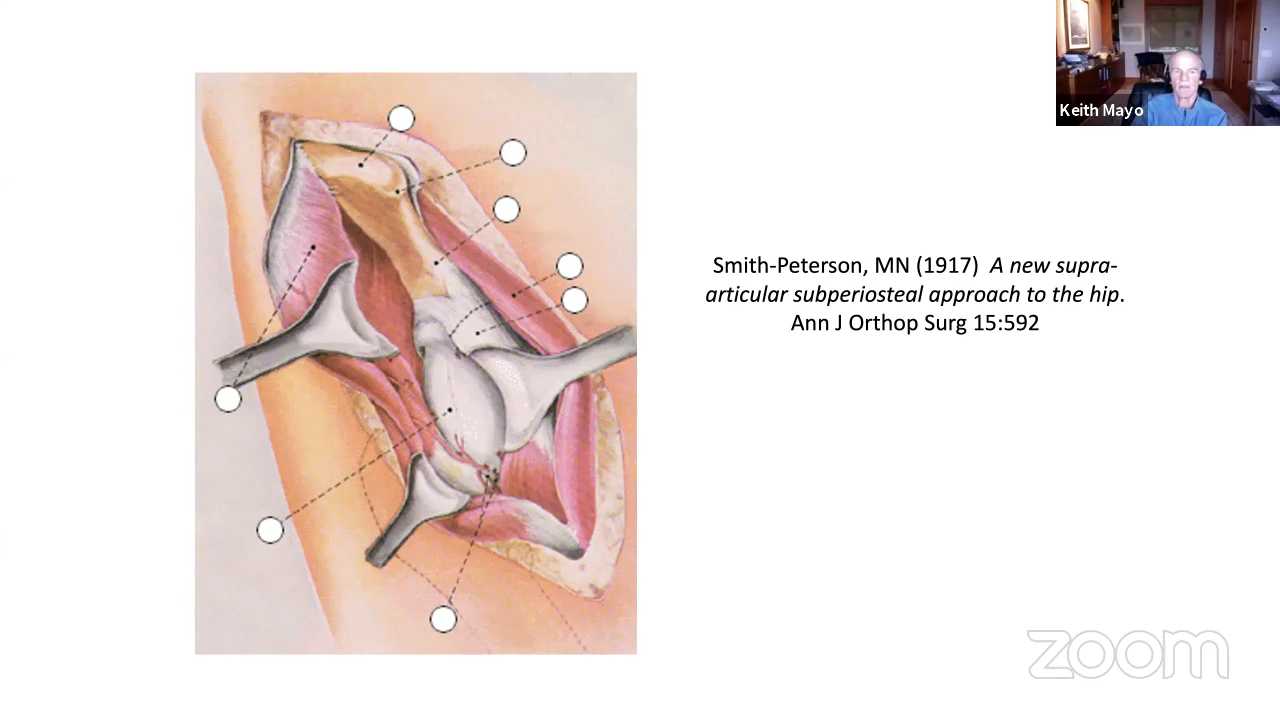 Keith Mayo
Smith-Peterson, MN (1917) A new supra-
articular subperiosteal approach to the hip.
Ann J Orthop Surg 15:592
zoom